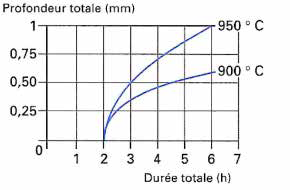 Profondeur totale (mm)
1
950 ° C
0,75
900 ° C
0,50
0,25
0
1 2 3 4 5 6 7
Durée totale (h)